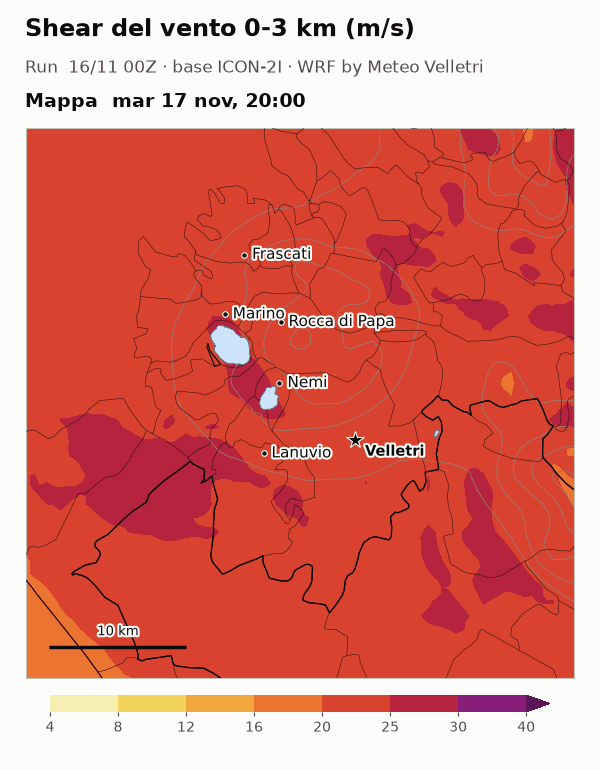 Shear del vento 0-3 km (m/s)
Run 16/11 00Z · base ICON-2I · WRF by Meteo Velletri
Mappa mar 17 nov, 20:00
Frascati
Marino
Rocca di Papa
Nemi
Velletri
Lanuvio
10 km
4 8 12 16 20 25 30 40